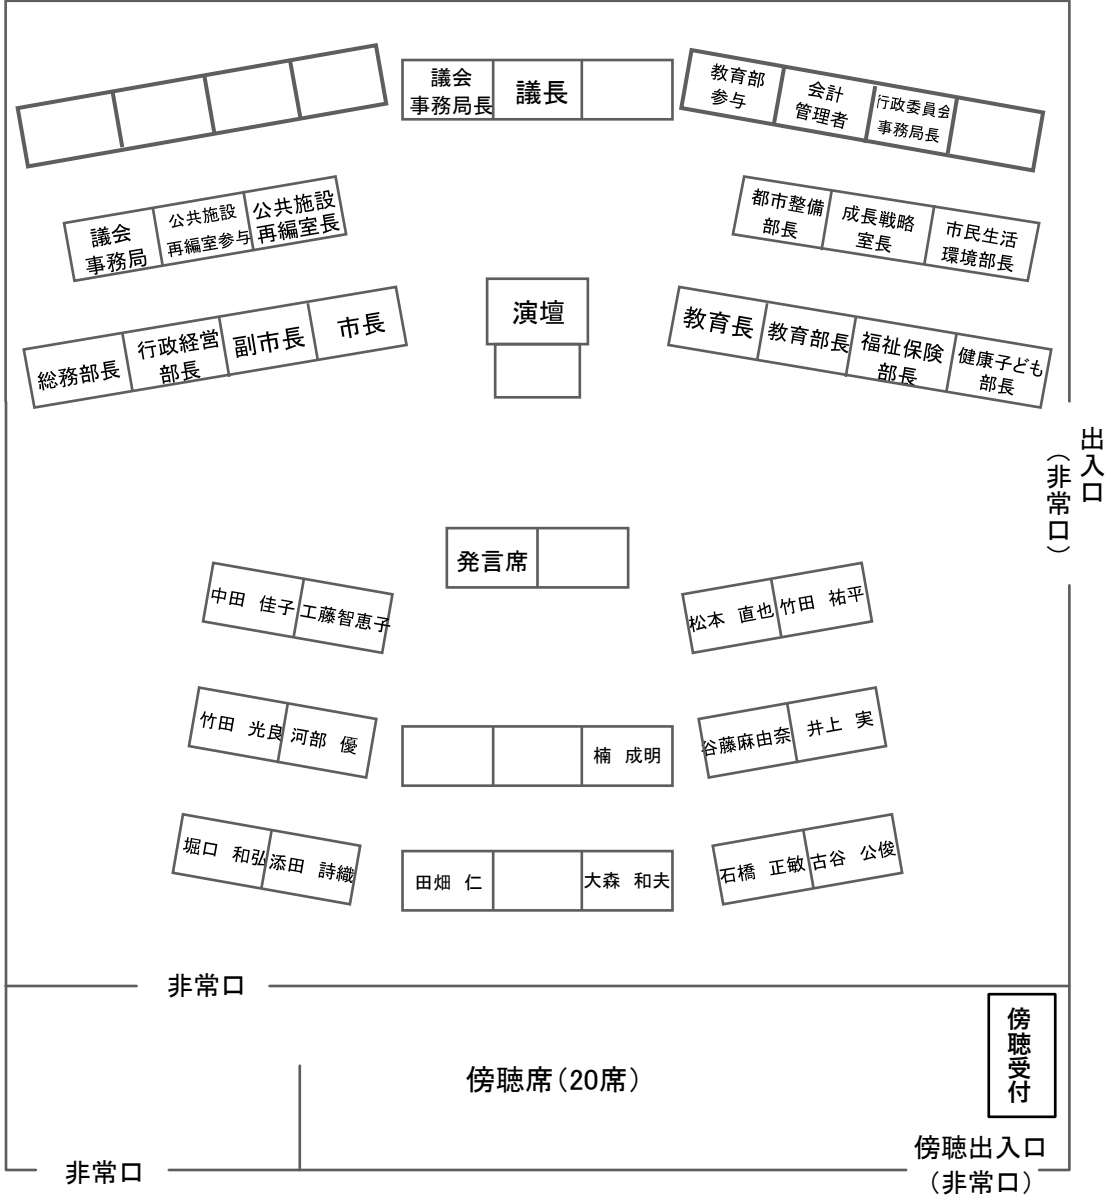 議会
事務局長
議長
教育部
参与
会計
管理者
行政委員会
事務局長
議会
事務局
公共施設
再編室参与
公共施設
再編室長
都市整備
部長
成長戦略
室長
市民生活
環境部長
総務部長
行政経営
部長
副市長
市長
演壇
教育長
教育部長
福祉保険
部長
健康子ども
部長
出入口
（非常口）
発言席
中田 佳子
工藤智恵子
松本 直也
竹田 祐平
竹田 光良
河部 優
楠 成明
谷藤麻由奈
井上 実
堀口 和弘
添田 詩織
田畑 仁
大森 和夫
石橋 正敏
古谷 公俊
非常口
傍聴受付
傍聴席（20席）
非常口
傍聴出入口
（非常口）